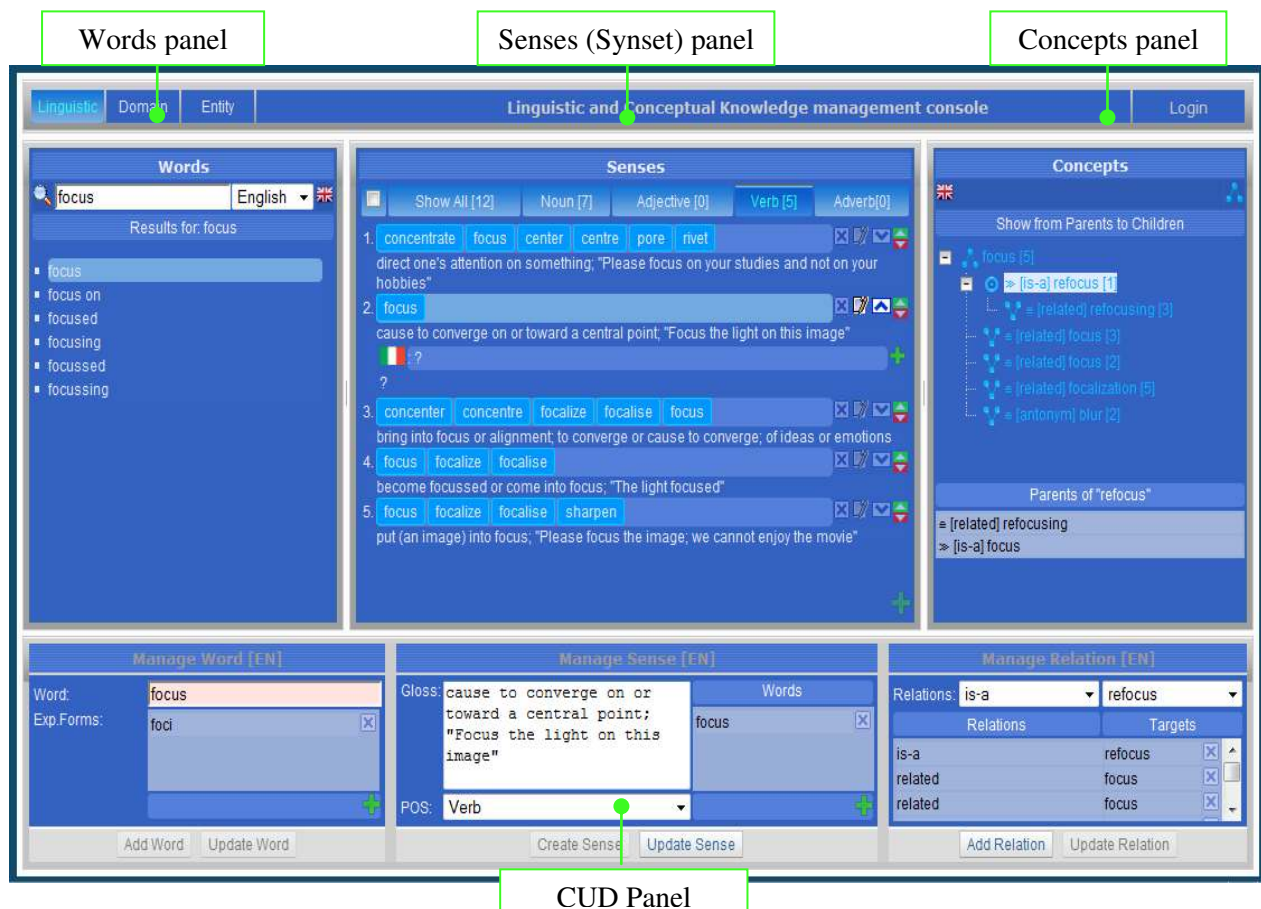 Words panel
Senses (Synset) panel
Concepts panel
Linguistic Domain Entity Linguistic and Conceptual Knowledge management console Login
Words
focus English
Results for: focus
focus
focus on
focused
focusing
focussed
focussing
Senses
Show All [12] Noun [7] Adjective [0] Verb [5] Adverb[0]
1. concentrate focus center centre pore rivet
direct one's attention on something; "Please focus on your studies and not on your
hobbies"
2. focus
cause to converge on or toward a central point; "Focus the light on this image"
: ?
?
3. concenter concentre focalize focalise focus
bring into focus or alignment; to converge or cause to converge; of ideas or emotions
4. focus focalize focalise
become focussed or come into focus; "The light focused"
5. focus focalize focalise sharpen
put (an image) into focus; "Please focus the image; we cannot enjoy the movie"
Concepts
Show from Parents to Children
focus [5]
≫ [is-a] refocus [1]
≡ [related] refocusing [3]
≡ [related] focus [3]
≡ [related] focus [2]
≡ [related] focalization [5]
≡ [antonym] blur [2]
Parents of "refocus"
≡ [related] refocusing
≫ [is-a] focus
Manage Word [EN]
Word: focus
Exp.Forms: foci
Add Word Update Word
Manage Sense [EN]
Gloss: cause to converge on or
toward a central point;
"Focus the light on this
image"
Words
focus
POS: Verb
Create Sense Update Sense
Manage Relation [EN]
Relations: is-a refocus
Relations Targets
is-a refocus
related focus
related focus
Add Relation Update Relation
CUD Panel